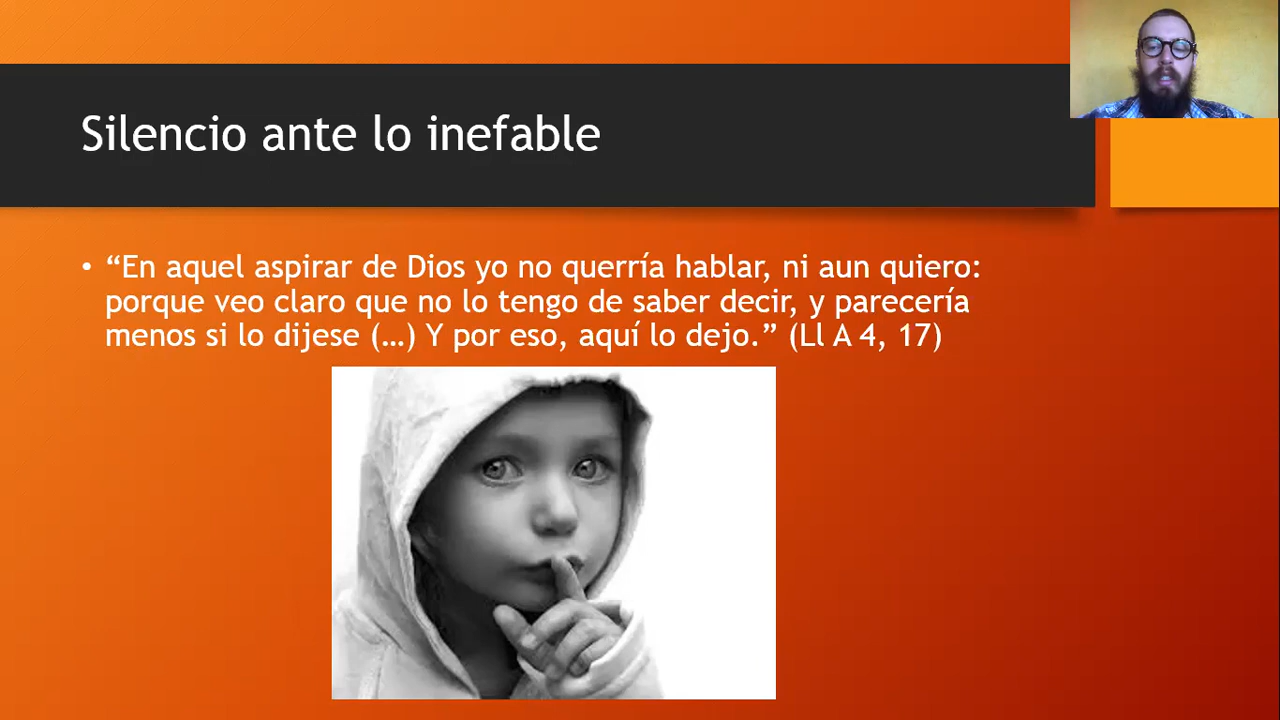 Silencio ante lo inefable
• “En aquel aspirar de Dios yo no querría hablar, ni aun quiero:
porque veo claro que no lo tengo de saber decir, y parecería
menos si lo dijese (…) Y por eso, aquí lo dejo.” (Ll A 4, 17)